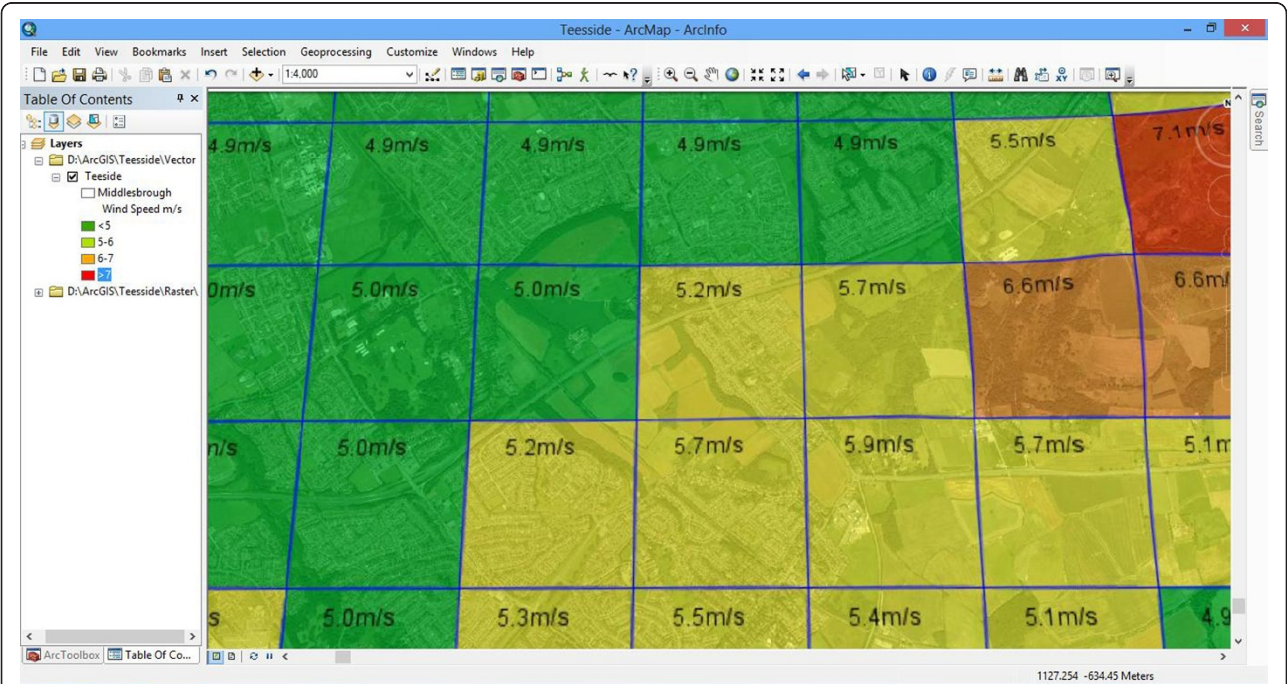 Teesside - ArcMap - ArcInfo
File Edit View Bookmarks Insert Selection Geoprocessing Customize Windows Help
1:4,000
Table Of Contents
Layers
D:\ArcGIS\Teesside\Vector
Teeside
Middlesbrough
Wind Speed m/s
<5
5-6
6-7
>7
D:\ArcGIS\Teesside\Raster\
ArcToolbox
Table Of Co...
Search
N
4.9m/s 4.9m/s 4.9m/s 4.9m/s 4.9m/s 5.5m/s 7.1m/s
0m/s 5.0m/s 5.0m/s 5.2m/s 5.7m/s 6.6m/s 6.6m/
m/s 5.0m/s 5.2m/s 5.7m/s 5.9m/s 5.7m/s 5.1m
s 5.0m/s 5.3m/s 5.5m/s 5.4m/s 5.1m/s 4.9
1127.254 -634.45 Meters